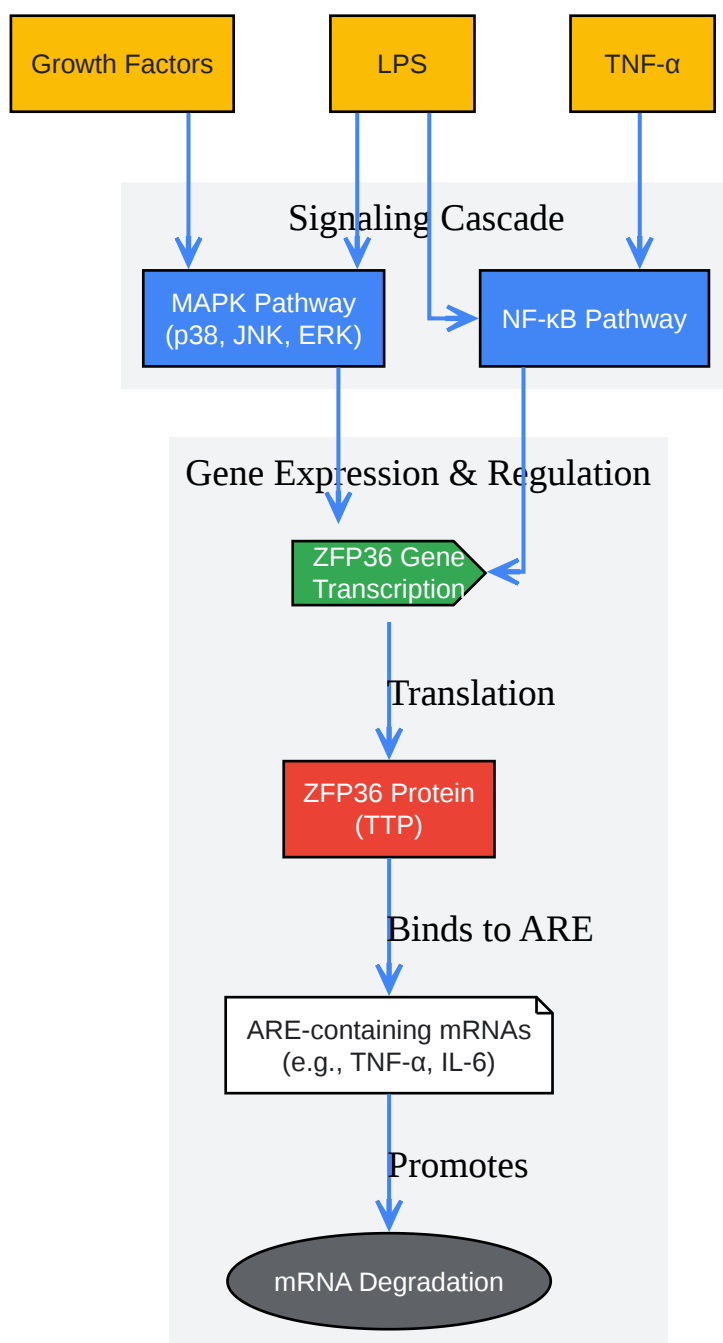 Growth Factors
LPS
TNF-α
Signaling Cascade
MAPK Pathway
(p38, JNK, ERK)
NF-κB Pathway
Gene Expression & Regulation
ZFP36 Gene
Transcription
Translation
ZFP36 Protein
(TTP)
Binds to ARE
ARE-containing mRNAs
(e.g., TNF-α, IL-6)
Promotes
mRNA Degradation